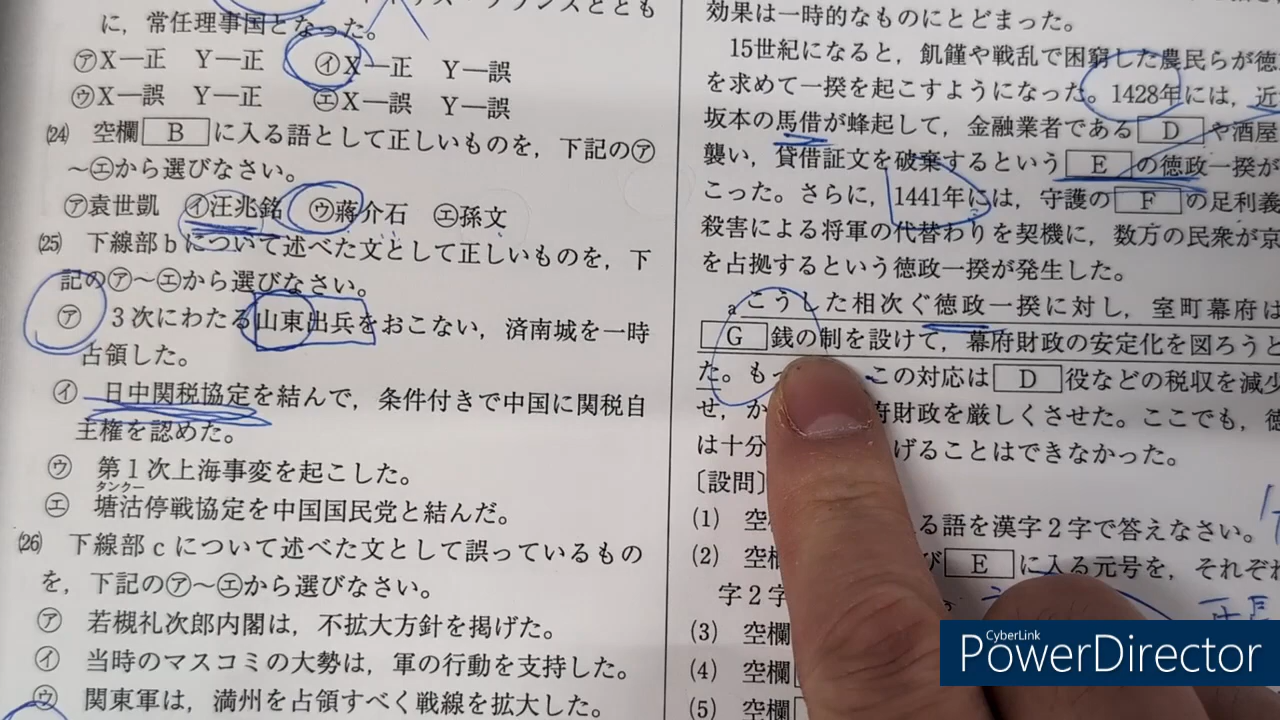 に，常任理事国となった。
㋐X―正　Y―正　㋑X―正　Y―誤
㋒X―誤　Y―正　㋓X―誤　Y―誤
(24)　空欄 B に入る語として正しいものを，下記の㋐
～㋓から選びなさい。
㋐袁世凱　㋑汪兆銘　㋒蔣介石　㋓孫文
(25)　下線部bについて述べた文として正しいものを，下
記の㋐～㋓から選びなさい。
㋐　3次にわたる山東出兵をおこない，済南城を一時
占領した。
㋑　日中関税協定を結んで，条件付きで中国に関税自
主権を認めた。
㋒　第1次上海事変を起こした。
タンクー
㋓　塘沽停戦協定を中国国民党と結んだ。
(26)　下線部cについて述べた文として誤っているもの
を，下記の㋐～㋓から選びなさい。
㋐　若槻礼次郎内閣は，不拡大方針を掲げた。
㋑　当時のマスコミの大勢は，軍の行動を支持した。
㋒　関東軍は，満州を占領すべく戦線を拡大した。
効果は一時的なものにとどまった。
15世紀になると，飢饉や戦乱で困窮した農民らが徳
を求めて一揆を起こすようになった。1428年には，近
坂本の馬借が蜂起して，金融業者である D や酒屋
襲い，貸借証文を破棄するという E の徳政一揆が
こった。さらに，1441年には，守護の F の足利義
殺害による将軍の代替わりを契機に，数万の民衆が京
を占拠するという徳政一揆が発生した。
aこうした相次ぐ徳政一揆に対し，室町幕府は
G 銭の制を設けて，幕府財政の安定化を図ろうと
た。もっ この対応は D 役などの税収を減少
せ，か 府財政を厳しくさせた。ここでも，徳
は十分 げることはできなかった。
〔設問〕
(1)　空 る語を漢字2字で答えなさい。
(2)　空欄 び E に入る元号を，それぞれ
字2字
(3)　空欄
(4)　空欄
(5)　空欄
CyberLink
PowerDirector